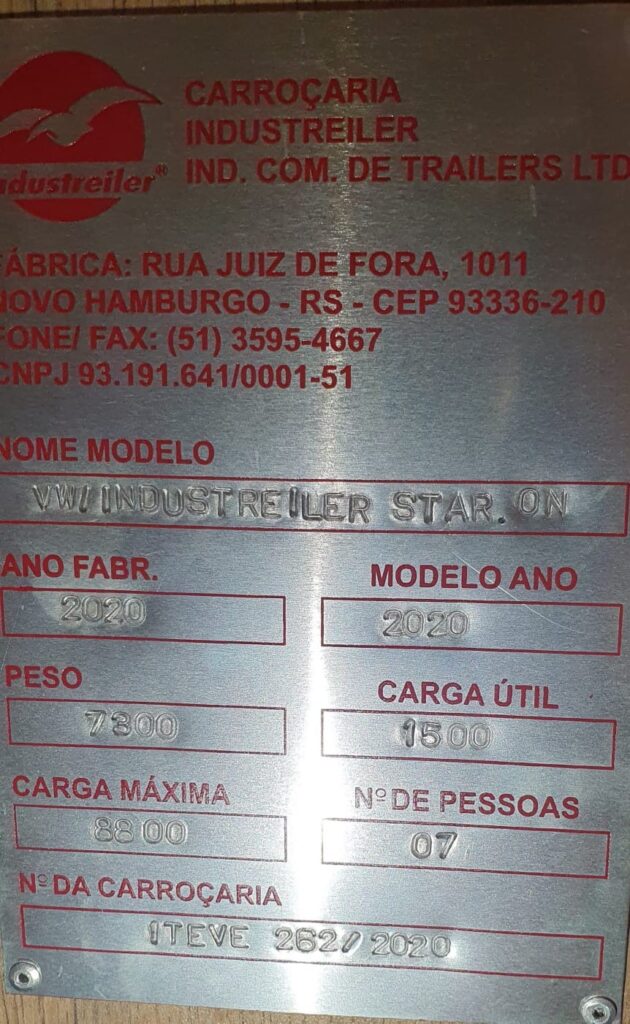 CARROÇARIA
INDUSTREILER
IND. COM. DE TRAILERS LTD
industreiler®
FÁBRICA: RUA JUIZ DE FORA, 1011
NOVO HAMBURGO - RS - CEP 93336-210
FONE/ FAX: (51) 3595-4667
CNPJ 93.191.641/0001-51
NOME MODELO
VW/INDUSTREILER STAR. ON
ANO FABR.
MODELO ANO
2020
2020
PESO
CARGA ÚTIL
7300
1500
CARGA MÁXIMA
Nº DE PESSOAS
8800
07
Nº DA CARROÇARIA
ITEVE 262/2020